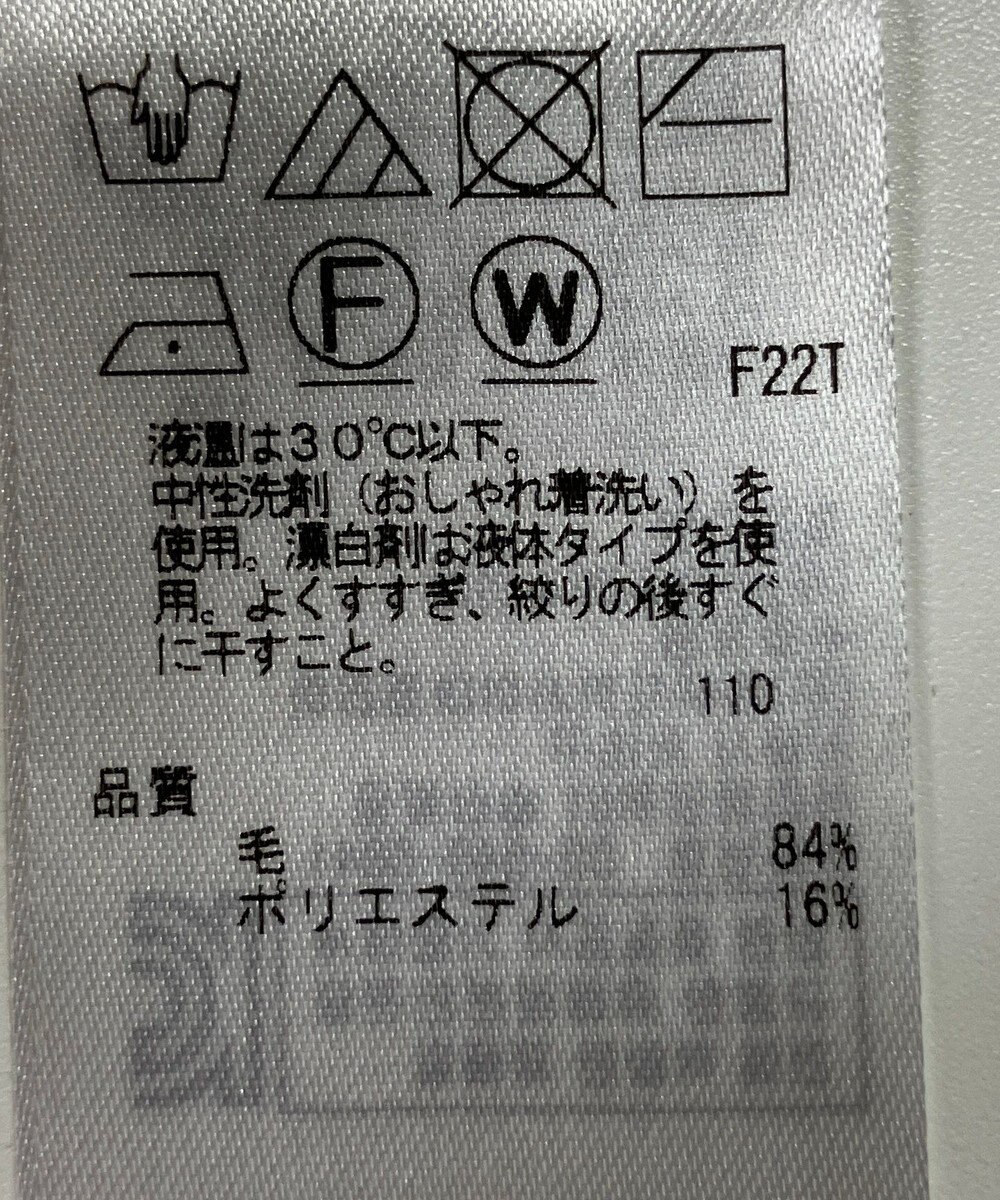 F
W
F22T
液温は30℃以下。
中性洗剤(おしゃれ着洗い)を
使用。漂白剤は液体タイプを使
用。よくすすぎ、絞りの後すぐ
に干すこと。
110
品質
毛 84%
ポリエステル 16%